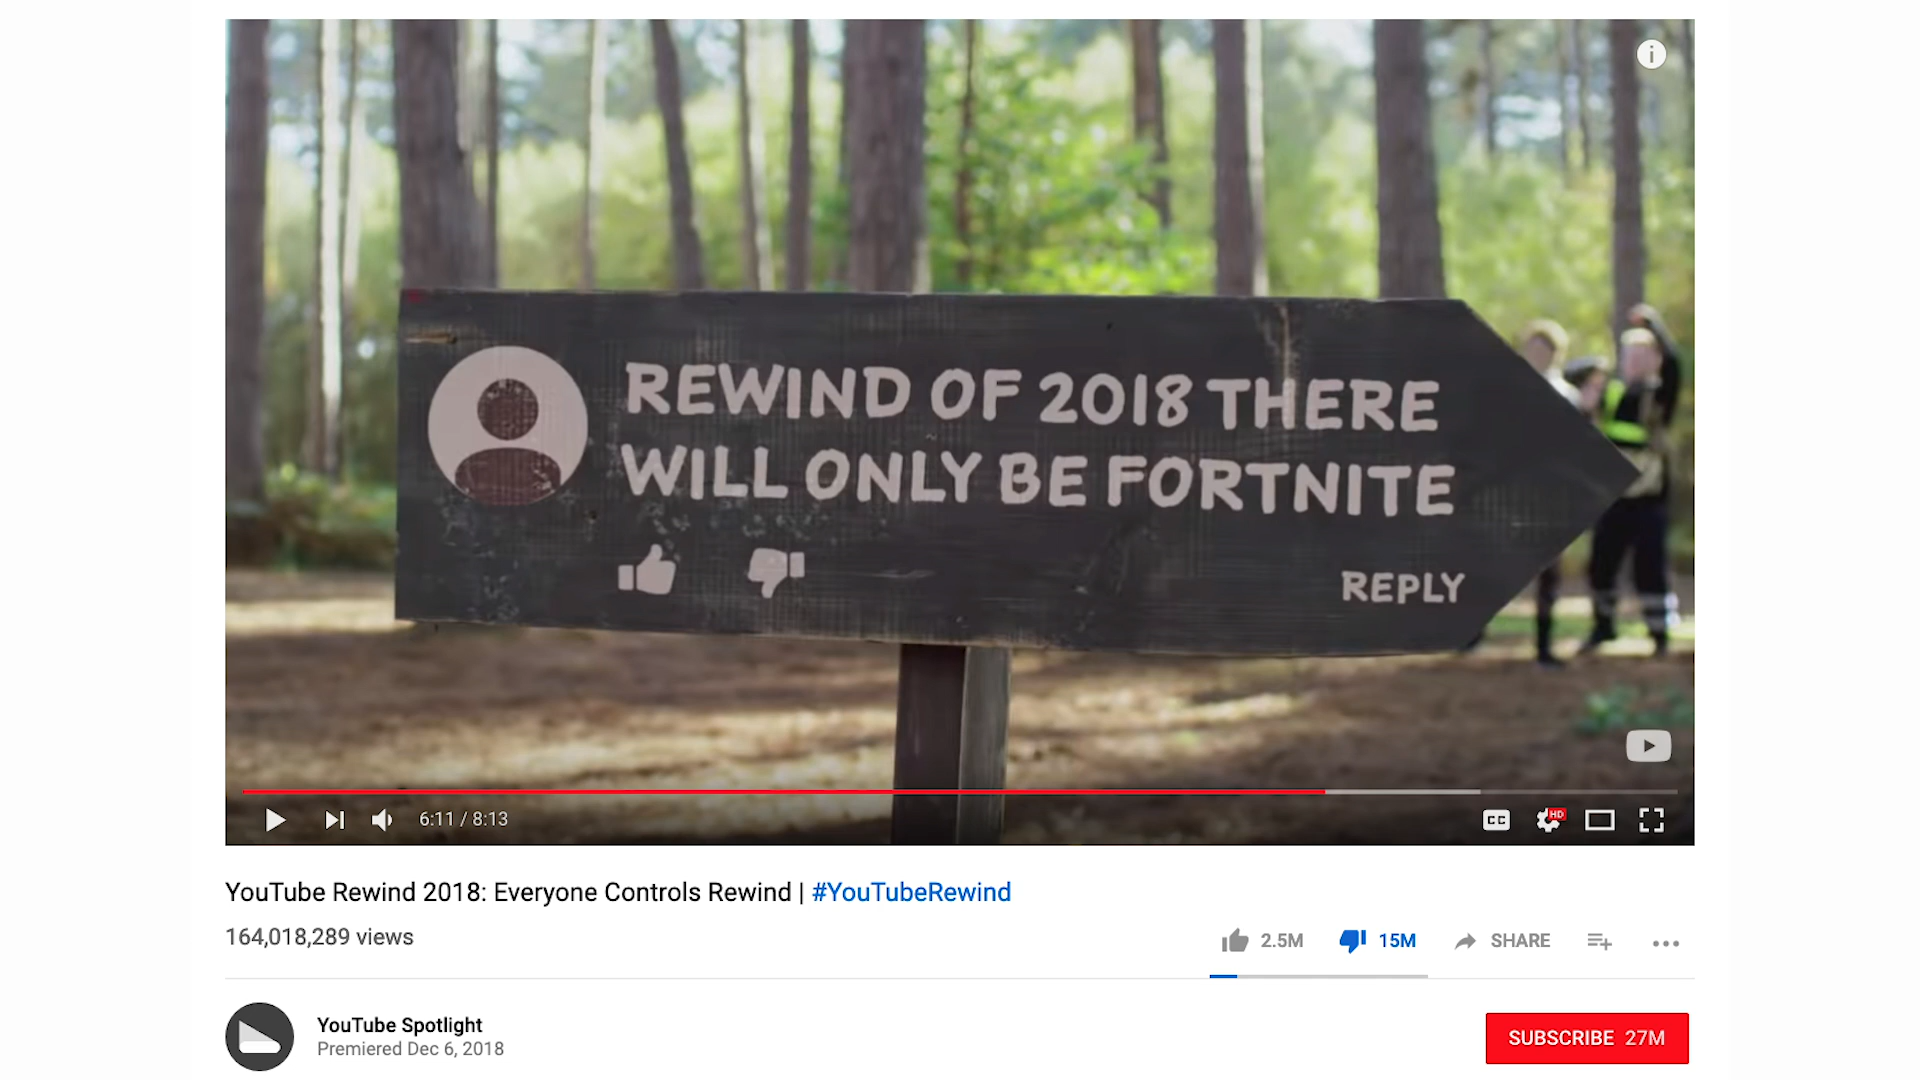 i
REWIND OF 2018 THERE
WILL ONLY BE FORTNITE
REPLY
6:11 / 8:13
CC
HD
YouTube Rewind 2018: Everyone Controls Rewind | #YouTubeRewind
164,018,289 views
2.5M
15M
SHARE
YouTube Spotlight
Premiered Dec 6, 2018
SUBSCRIBE 27M